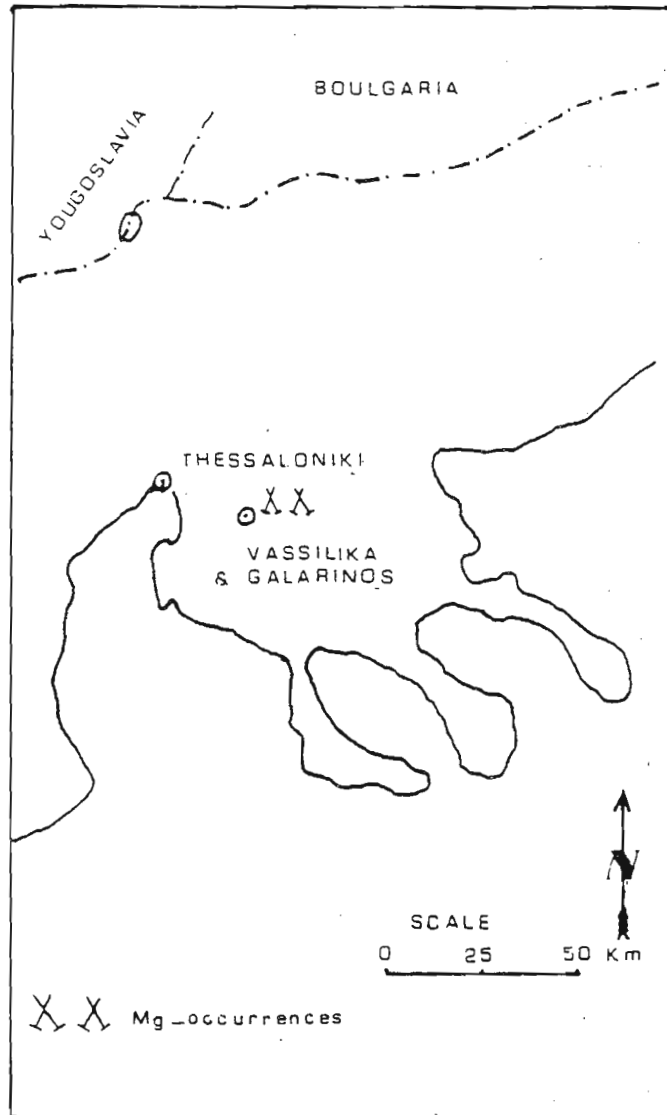 BOULGARIA
YOUGOSLAVIA
THESSALONIKI
VASSILIKA
& GALARINOS
N
SCALE
0 25 50 Km
Mg_occurrences